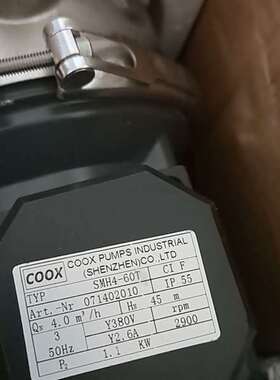 COOX
COOX PUMPS INDUSTRIAL
(SHENZHEN)CO.,LTD
TYP SMH4-60T CI F
Art.-Nr 071402010 IP 55
Q= 4.0 m³/h H= 45 m
3 Y380V rpm
50Hz Y2.6A 2900
P₂ 1.1 KW